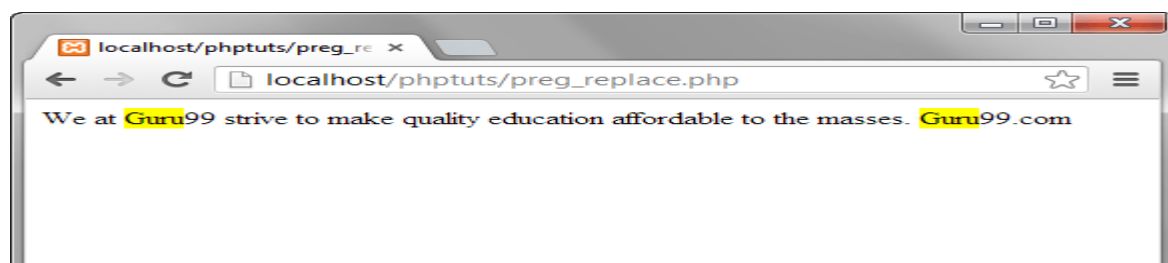 localhost/phptuts/preg_re
localhost/phptuts/preg_replace.php
We at Guru99 strive to make quality education affordable to the masses. Guru99.com